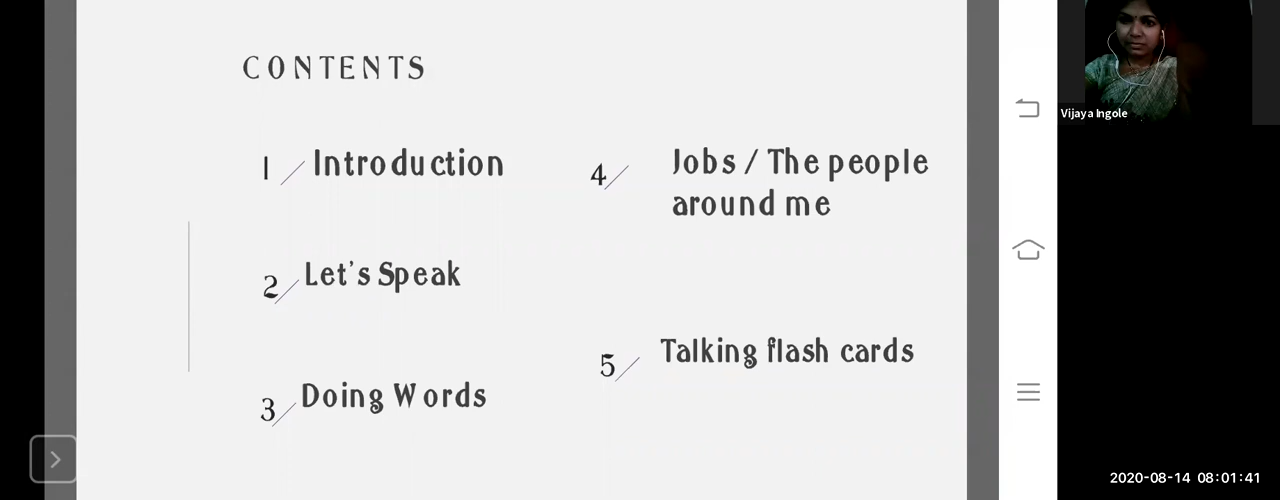 CONTENTS
1 / Introduction
2 / Let's Speak
3 / Doing Words
4 / Jobs / The people
around me
5 / Talking flash cards
Vijaya Ingole
2020-08-14 08:01:41